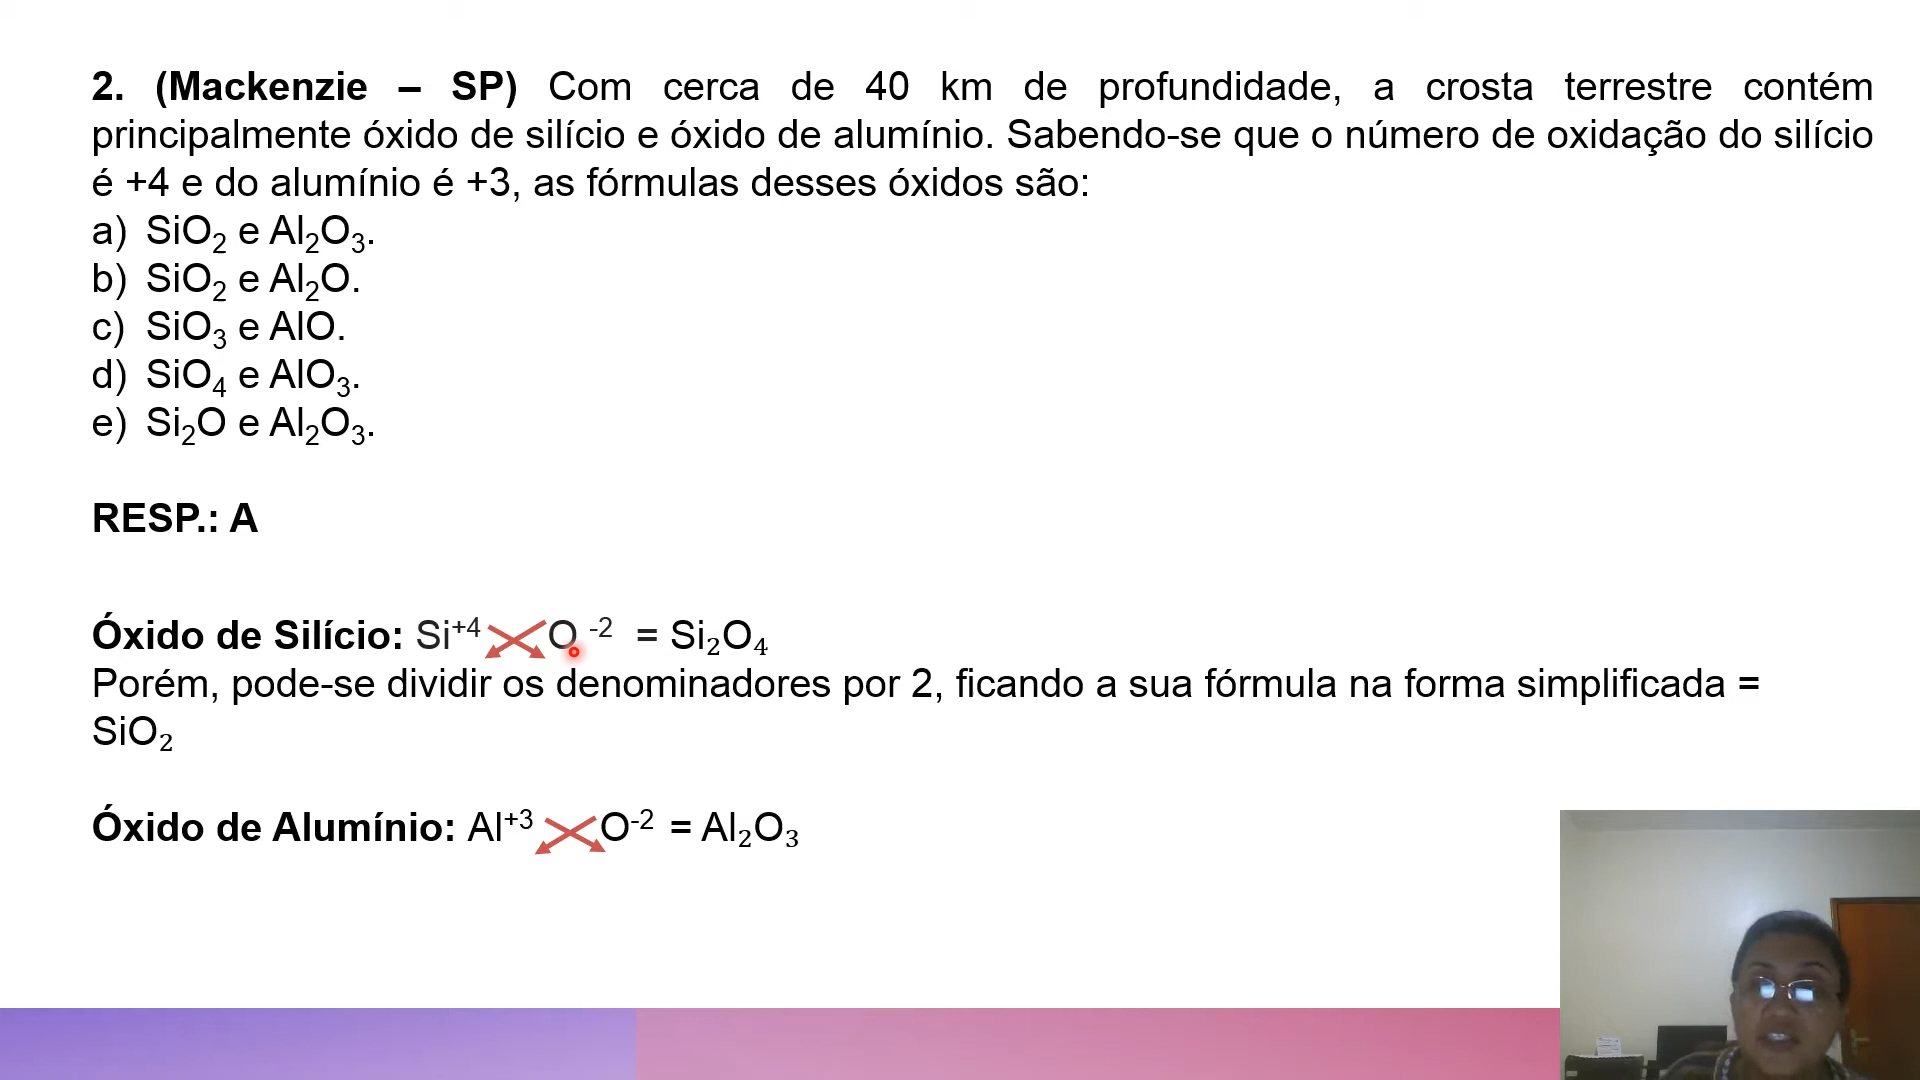 2. (Mackenzie – SP) Com cerca de 40 km de profundidade, a crosta terrestre contém
principalmente óxido de silício e óxido de alumínio. Sabendo-se que o número de oxidação do silício
é +4 e do alumínio é +3, as fórmulas desses óxidos são:
a) SiO₂ e Al₂O₃.
b) SiO₂ e Al₂O.
c) SiO₃ e AlO.
d) SiO₄ e AlO₃.
e) Si₂O e Al₂O₃.
RESP.: A
Óxido de Silício: Si⁺⁴ O ⁻² = Si₂O₄
Porém, pode-se dividir os denominadores por 2, ficando a sua fórmula na forma simplificada =
SiO₂
Óxido de Alumínio: Al⁺³ O⁻² = Al₂O₃